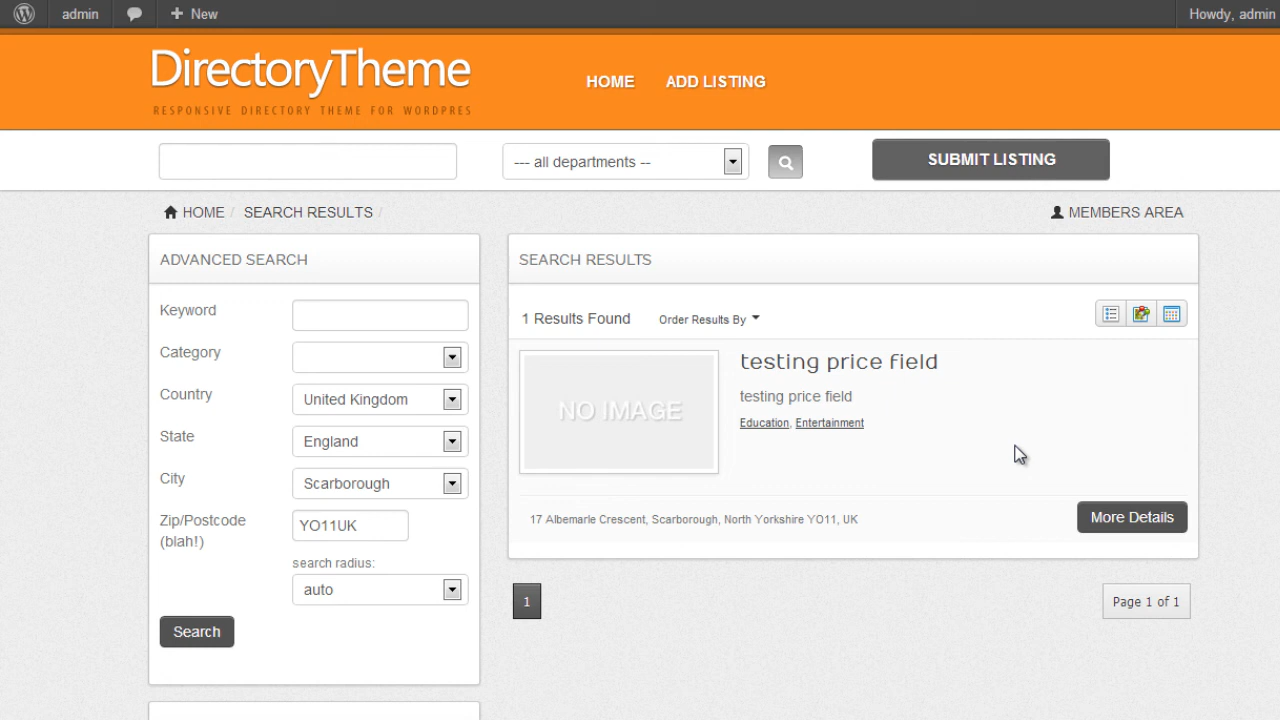 admin
New
Howdy, admin
DirectoryTheme
RESPONSIVE DIRECTORY THEME FOR WORDPRES
HOME
ADD LISTING
--- all departments --
SUBMIT LISTING
HOME / SEARCH RESULTS /
MEMBERS AREA
ADVANCED SEARCH
Keyword
Category
Country
United Kingdom
State
England
City
Scarborough
Zip/Postcode
(blah!)
YO11UK
search radius:
auto
Search
SEARCH RESULTS
1 Results Found
Order Results By
NO IMAGE
testing price field
testing price field
Education, Entertainment
17 Albemarle Crescent, Scarborough, North Yorkshire YO11, UK
More Details
1
Page 1 of 1